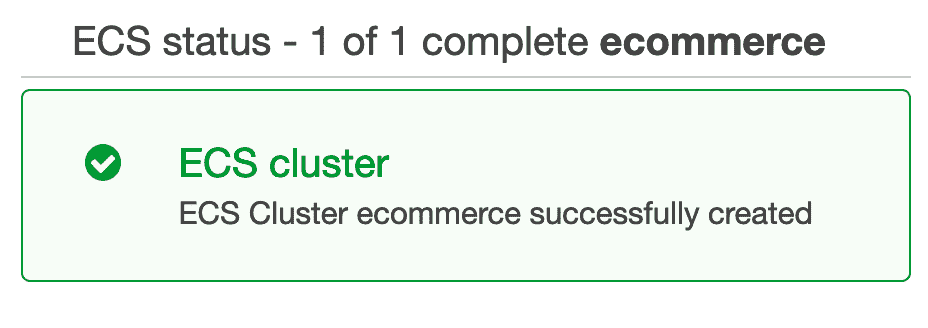 ECS status - 1 of 1 complete ecommerce
ECS cluster
ECS Cluster ecommerce successfully created